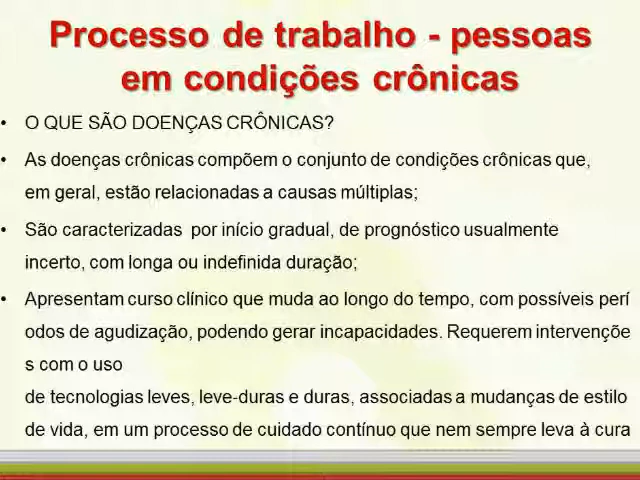 Processo de trabalho - pessoas
em condições crônicas
• O QUE SÃO DOENÇAS CRÔNICAS?
• As doenças crônicas compõem o conjunto de condições crônicas que,
em geral, estão relacionadas a causas múltiplas;
• São caracterizadas por início gradual, de prognóstico usualmente
incerto, com longa ou indefinida duração;
• Apresentam curso clínico que muda ao longo do tempo, com possíveis perí
odos de agudização, podendo gerar incapacidades. Requerem intervençõe
s com o uso
de tecnologias leves, leve-duras e duras, associadas a mudanças de estilo
de vida, em um processo de cuidado contínuo que nem sempre leva à cura